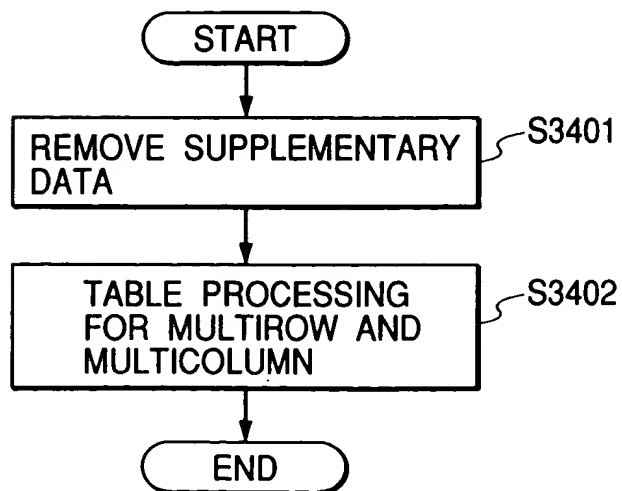 START
REMOVE SUPPLEMENTARY
DATA
S3401
TABLE PROCESSING
FOR MULTIROW AND
MULTICOLUMN
S3402
END